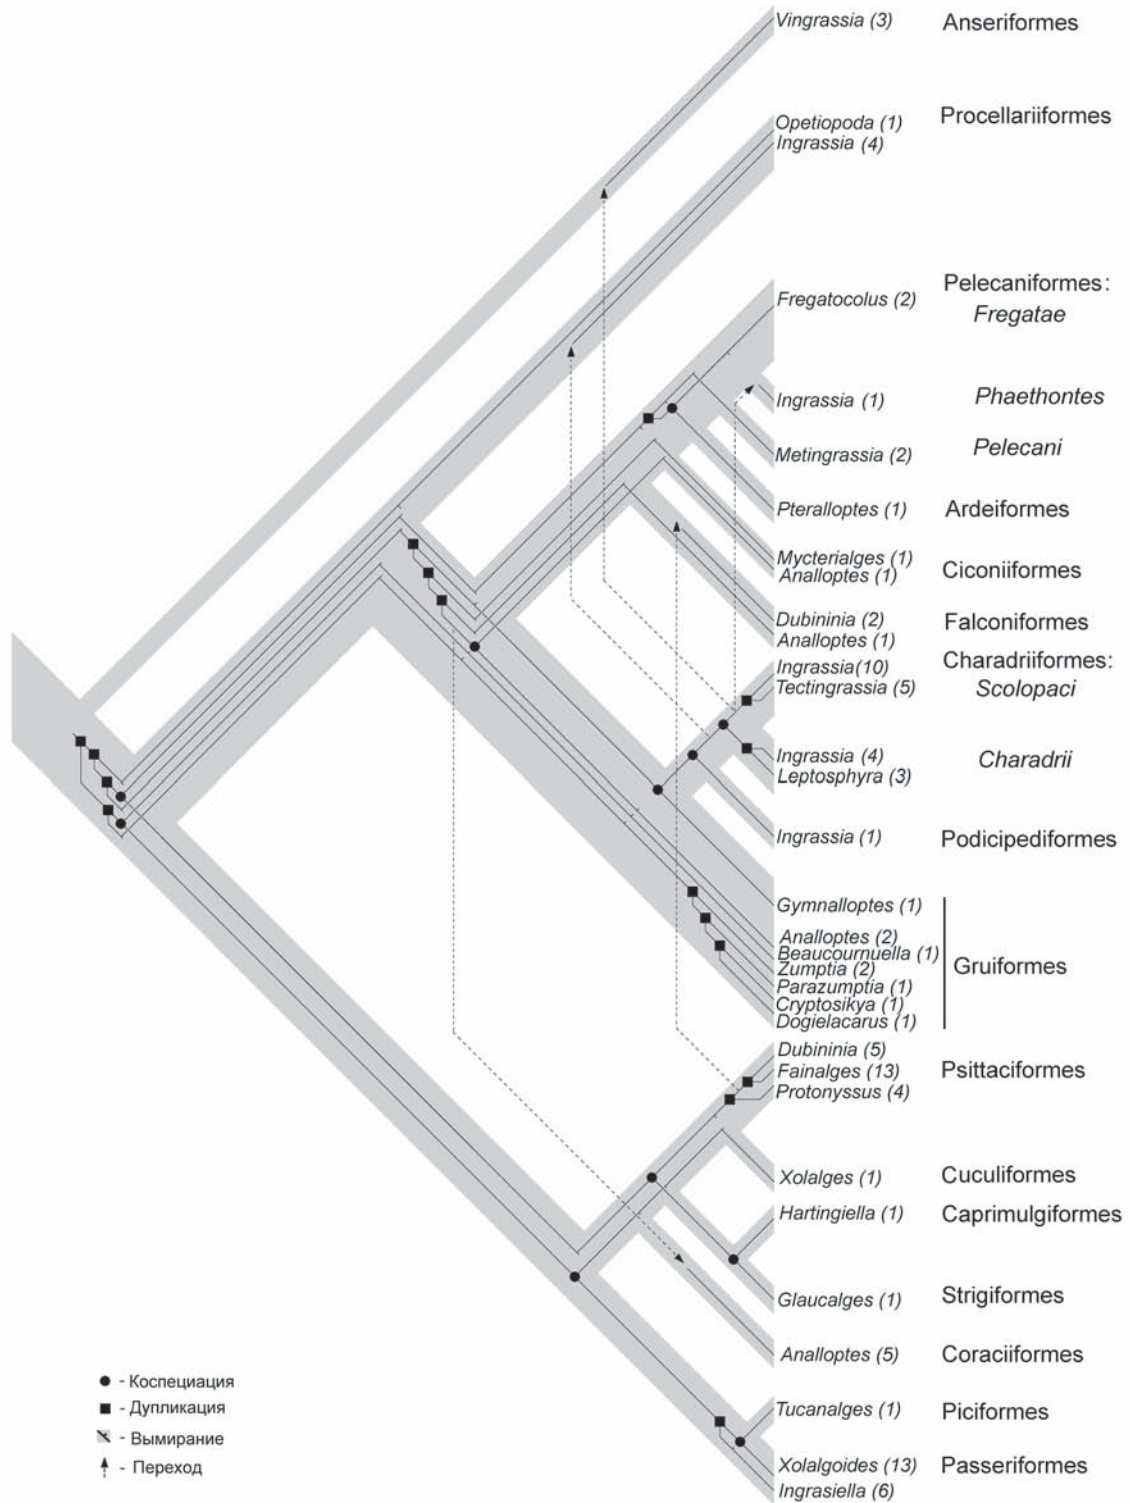 Vingrassia (3) Anseriformes
Opetiopoda (1) Procellariiformes
Ingrassia (4)
Pelecaniformes:
Fregatocolus (2) Fregatae
Ingrassia (1) Phaethontes
Metingrassia (2) Pelecani
Pteralloptes (1) Ardeiformes
Mycterialges (1)
Analloptes (1) Ciconiiformes
Dubininia (2) Falconiformes
Analloptes (1)
Ingrassia(10) Charadriiformes:
Tectingrassia (5) Scolopaci
Ingrassia (4) Charadrii
Leptosphyra (3)
Ingrassia (1) Podicipediformes
Gymnalloptes (1)
Analloptes (2)
Beaucournuella (1)
Zumptia (2) Gruiformes
Parazumptia (1)
Cryptosikya (1)
Dogielacarus (1)
Dubininia (5)
Fainalges (13) Psittaciformes
Protonyssus (4)
Xolalges (1) Cuculiformes
Hartingiella (1) Caprimulgiformes
Glaucalges (1) Strigiformes
Analloptes (5) Coraciiformes
Tucanalges (1) Piciformes
Xolalgoides (13) Passeriformes
Ingrasiella (6)
- Коспециация
- Дупликация
- Вымирание
- Переход